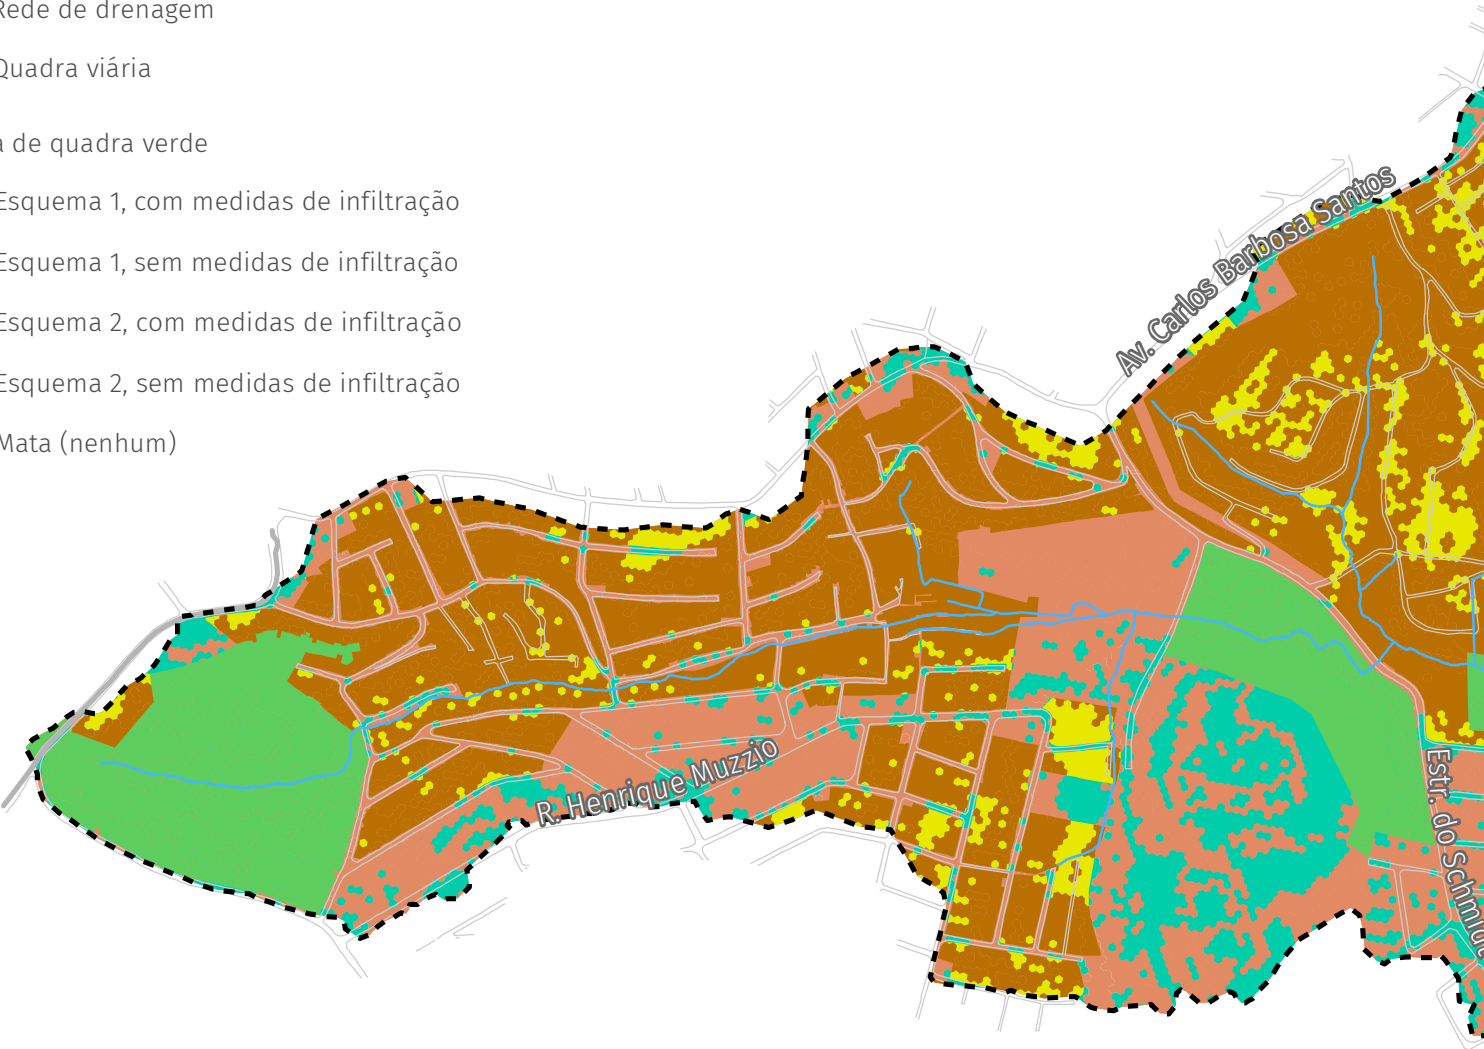 Rede de drenagem
Quadra viária
a de quadra verde
Esquema 1, com medidas de infiltração
Esquema 1, sem medidas de infiltração
Esquema 2, com medidas de infiltração
Esquema 2, sem medidas de infiltração
Mata (nenhum)
Av. Carlos Barbosa Santos
R. Henrique Muzzio
Estr. do Schmidt